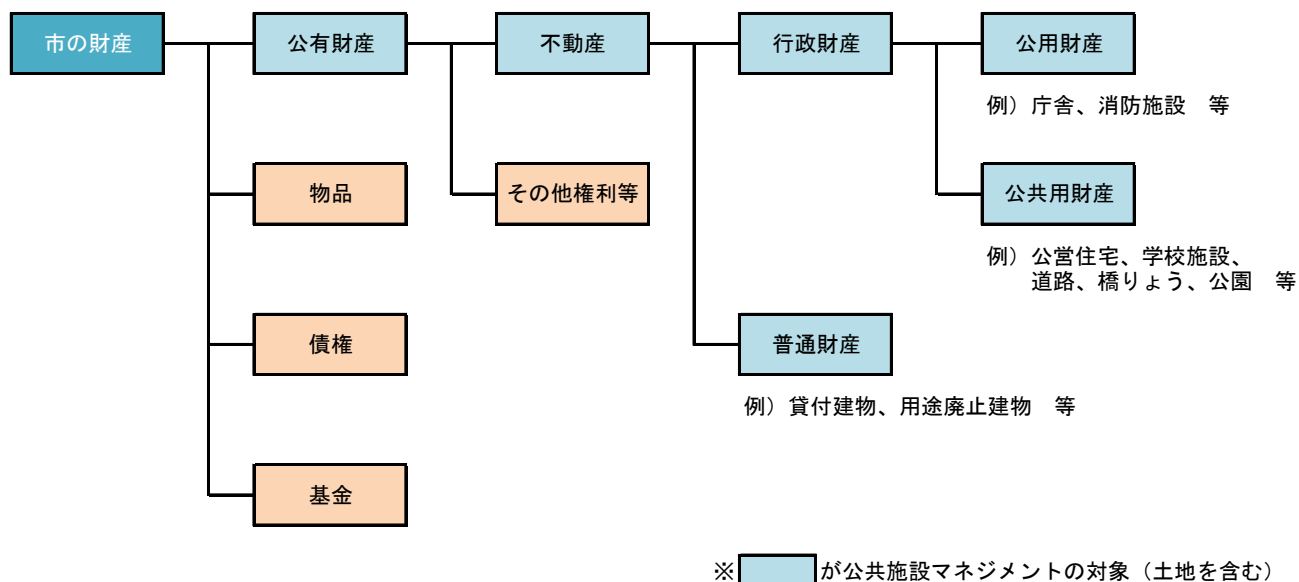 市の財産
公有財産
不動産
行政財産
公用財産
例）庁舎、消防施設　等
物品
その他権利等
公共用財産
例）公営住宅、学校施設、
道路、橋りょう、公園　等
債権
普通財産
例）貸付建物、用途廃止建物　等
基金
※　　が公共施設マネジメントの対象（土地を含む）